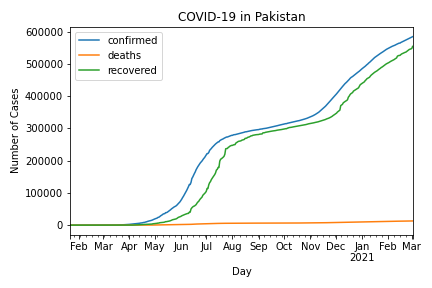 COVID-19 in Pakistan
confirmed
deaths
recovered
Number of Cases
600000
500000
400000
300000
200000
100000
0
Feb Mar Apr May Jun Jul Aug Sep Oct Nov Dec Jan Feb Mar
2021
Day